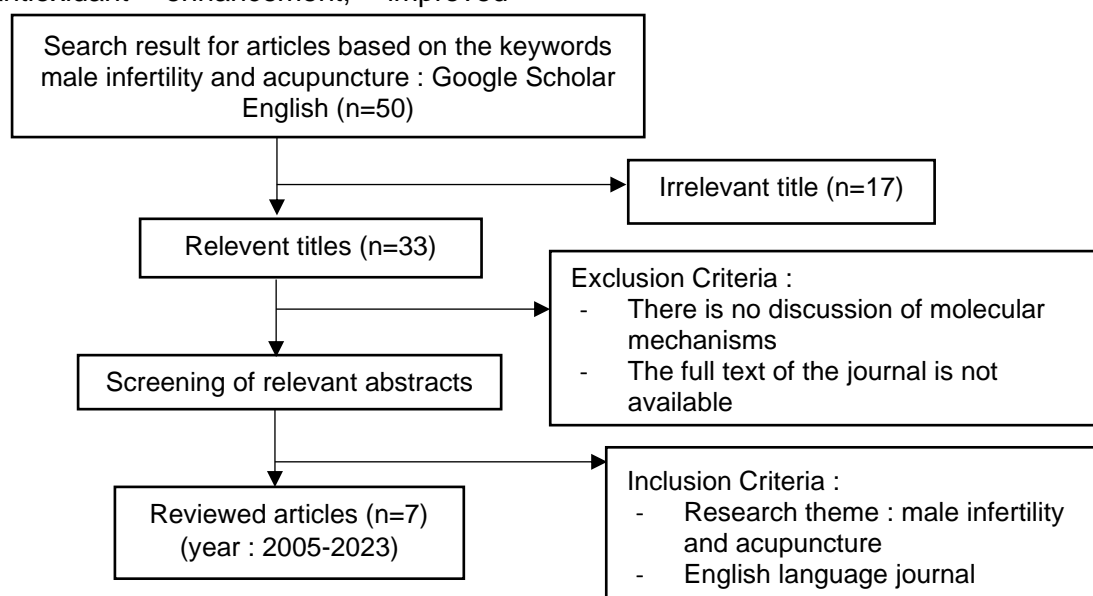 enhancement, improved
Search result for articles based on the keywords
male infertility and acupuncture : Google Scholar
English (n=50)
Irrelevant title (n=17)
Relevent titles (n=33)
Exclusion Criteria :
- There is no discussion of molecular
mechanisms
- The full text of the journal is not
available
Screening of relevant abstracts
Inclusion Criteria :
- Research theme : male infertility
and acupuncture
- English language journal
Reviewed articles (n=7)
(year : 2005-2023)